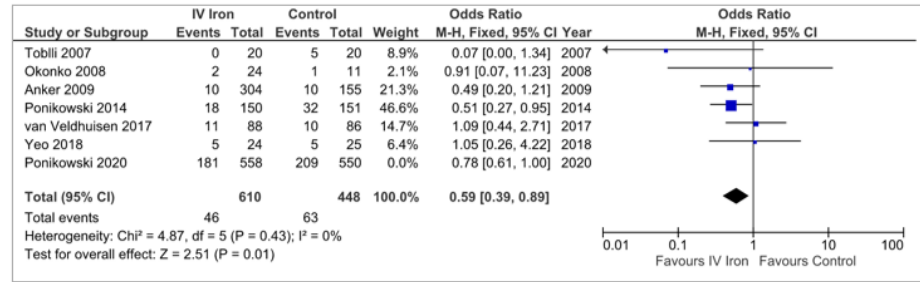 IV Iron Control Odds Ratio Odds Ratio
Study or Subgroup Events Total Events Total Weight M-H, Fixed, 95% CI Year M-H, Fixed, 95% CI
Toblli 2007 0 20 5 20 8.9% 0.07 [0.00, 1.34] 2007
Okonko 2008 2 24 1 11 2.1% 0.91 [0.07, 11.23] 2008
Anker 2009 10 304 10 155 21.3% 0.49 [0.20, 1.21] 2009
Ponikowski 2014 18 150 32 151 46.6% 0.51 [0.27, 0.95] 2014
van Veldhuisen 2017 11 88 10 86 14.7% 1.09 [0.44, 2.71] 2017
Yeo 2018 5 24 5 25 6.4% 1.05 [0.26, 4.22] 2018
Ponikowski 2020 181 558 209 550 0.0% 0.78 [0.61, 1.00] 2020
Total (95% CI) 610 448 100.0% 0.59 [0.39, 0.89]
Total events 46 63
Heterogeneity: Chi² = 4.87, df = 5 (P = 0.43); I² = 0%
Test for overall effect: Z = 2.51 (P = 0.01)
0.01 0.1 1 10 100
Favours IV Iron Favours Control